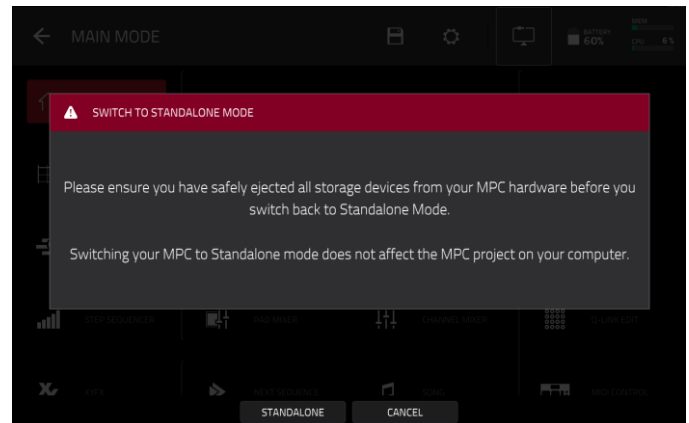 MAIN MODE
BATTERY
60%
MEM
CPU 6%
SWITCH TO STANDALONE MODE
Please ensure you have safely ejected all storage devices from your MPC hardware before you
switch back to Standalone Mode.
Switching your MPC to Standalone mode does not affect the MPC project on your computer.
STEP SEQUENCER
PAD MIXER
CHANNEL MIXER
Q-LINK EDIT
XYFX
NEXT SEQUENCE
SONG
MIDI CONTROL
STANDALONE
CANCEL